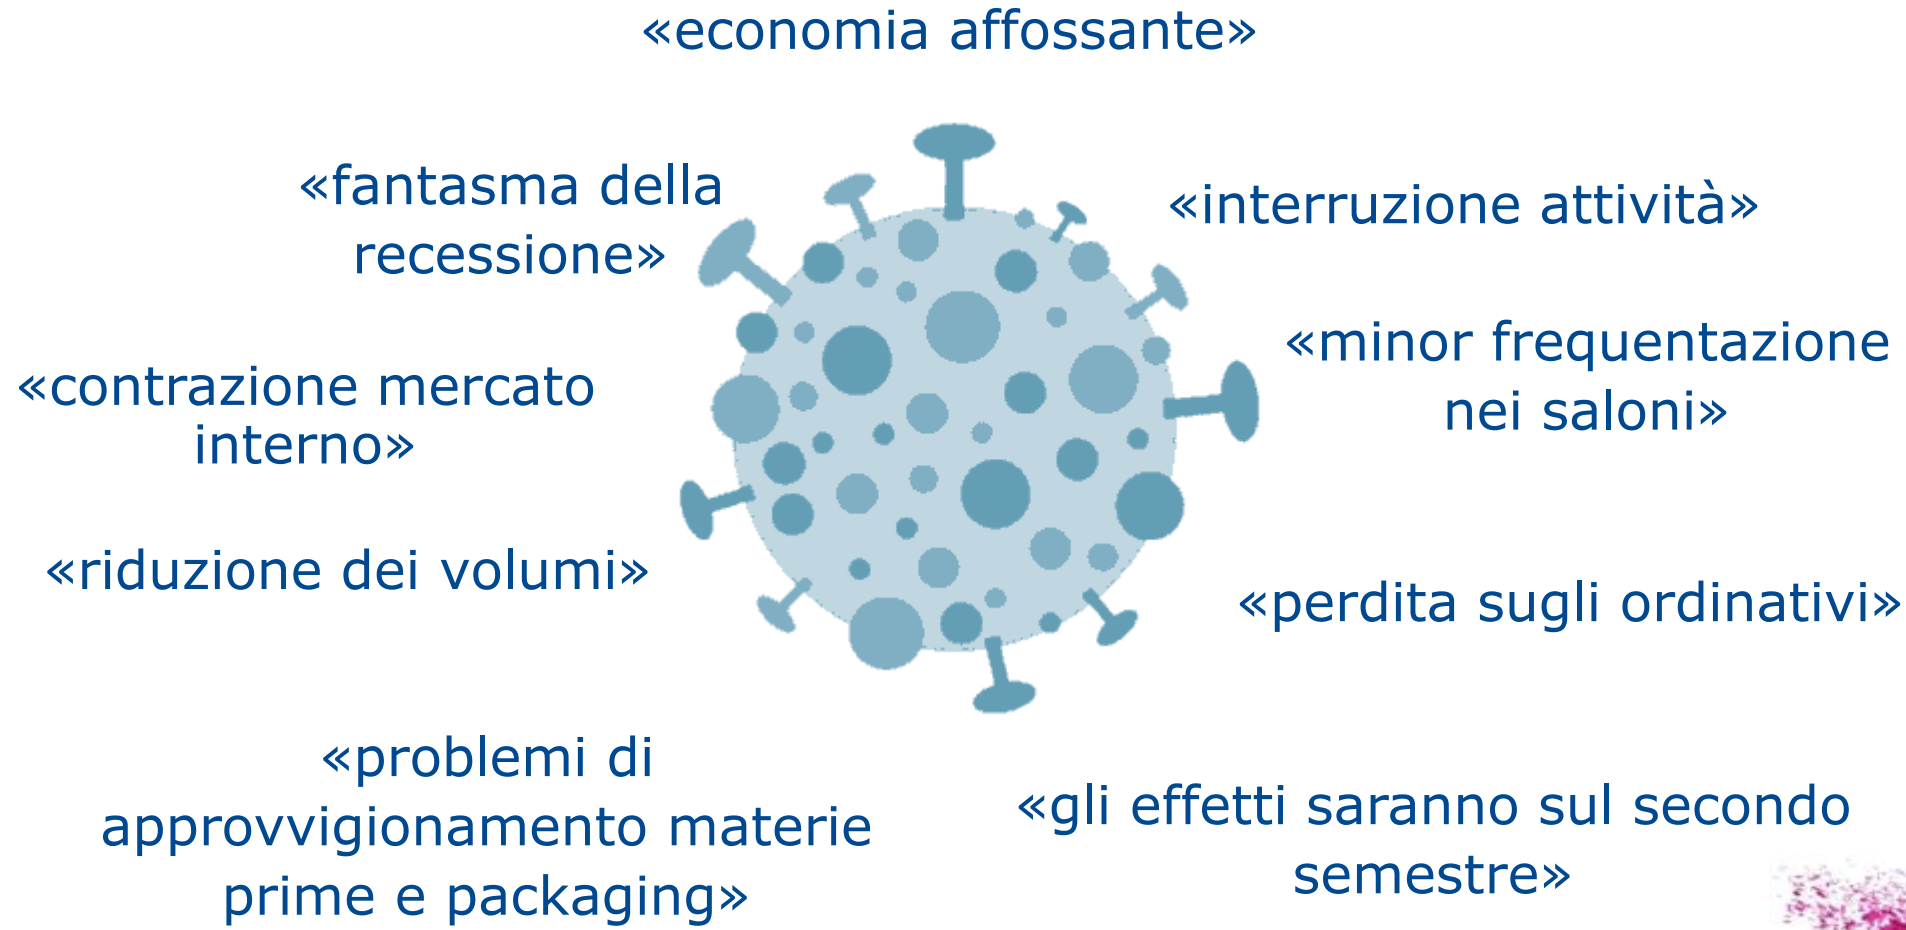 «economia affossante»
«fantasma della
recessione»
«interruzione attività»
«minor frequentazione
nei saloni»
«contrazione mercato
interno»
«riduzione dei volumi»
«perdita sugli ordinativi»
«problemi di
approvvigionamento materie
prime e packaging»
«gli effetti saranno sul secondo
semestre»